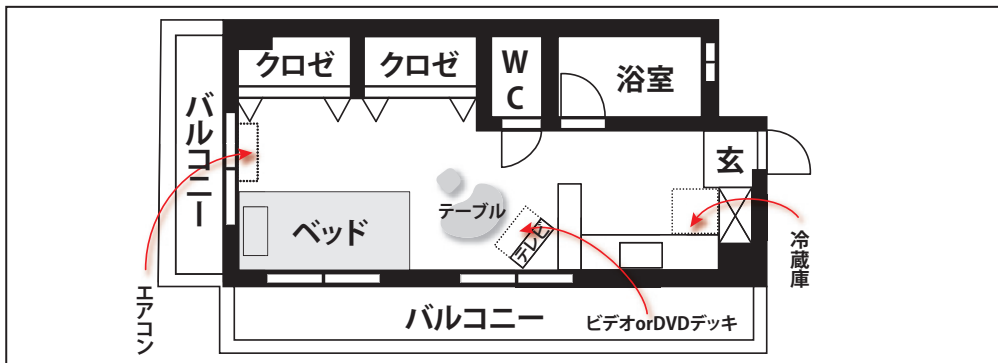 クロゼ
クロゼ
WC
浴室
バルコニー
玄
ベッド
テーブル
テレビ
冷蔵庫
エアコン
バルコニー
ビデオorDVDデッキ